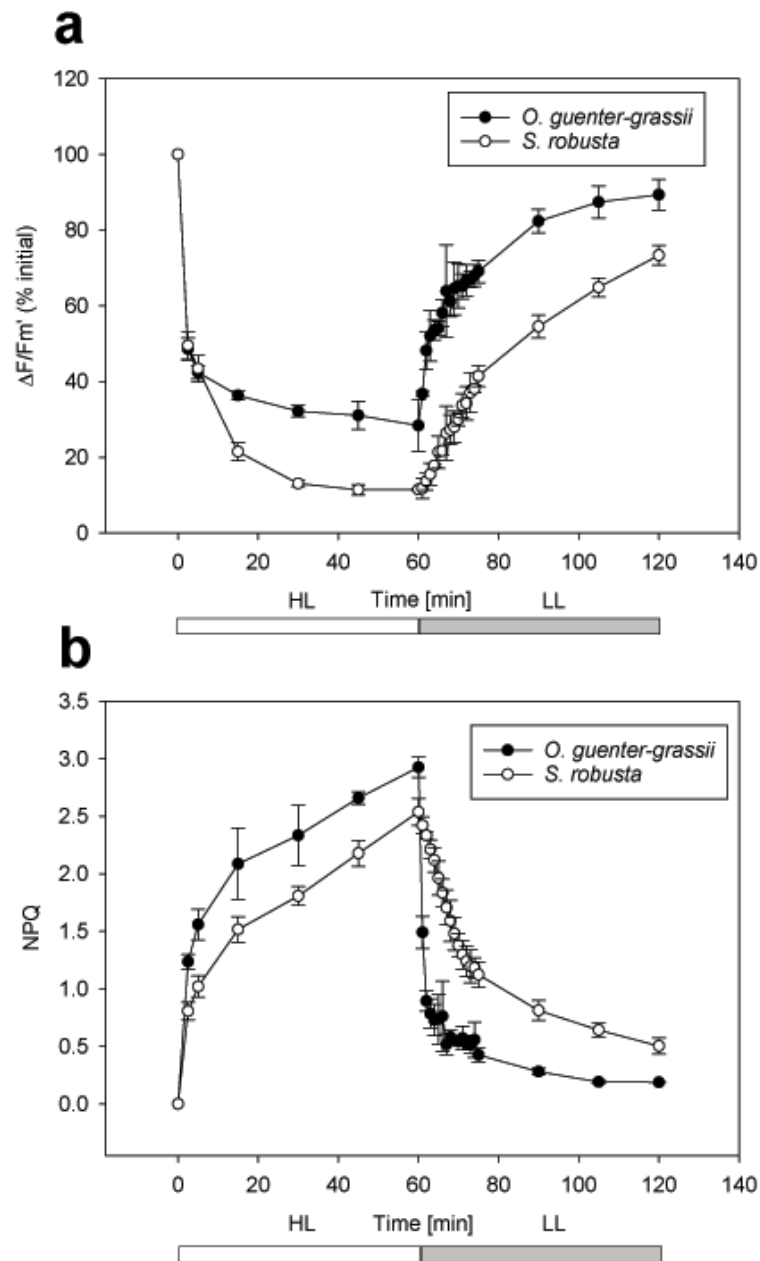 a
120
100
80
60
40
20
0
ΔF/Fm' (% initial)
O. guenter-grassii
S. robusta
0 20 40 60 80 100 120 140
HL Time [min] LL
b
3.5
3.0
2.5
2.0
1.5
1.0
0.5
0.0
NPQ
O. guenter-grassii
S. robusta
0 20 40 60 80 100 120 140
HL Time [min] LL